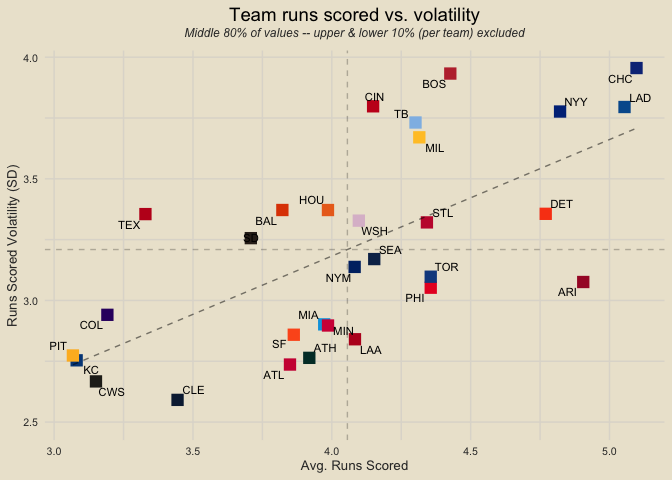 Team runs scored vs. volatility
Middle 80% of values -- upper & lower 10% (per team) excluded
4.0
CHC
BOS
LAD
NYY
CIN
TB
MIL
3.5
HOU
DET
TEX
BAL
STL
WSH
SD
SEA
NYM
TOR
3.0
PHI
ARI
COL
MIA
MIN
SF
LAA
PIT
ATH
KC
ATL
CWS
CLE
2.5
3.0
3.5
4.0
4.5
5.0
Avg. Runs Scored
Runs Scored Volatility (SD)